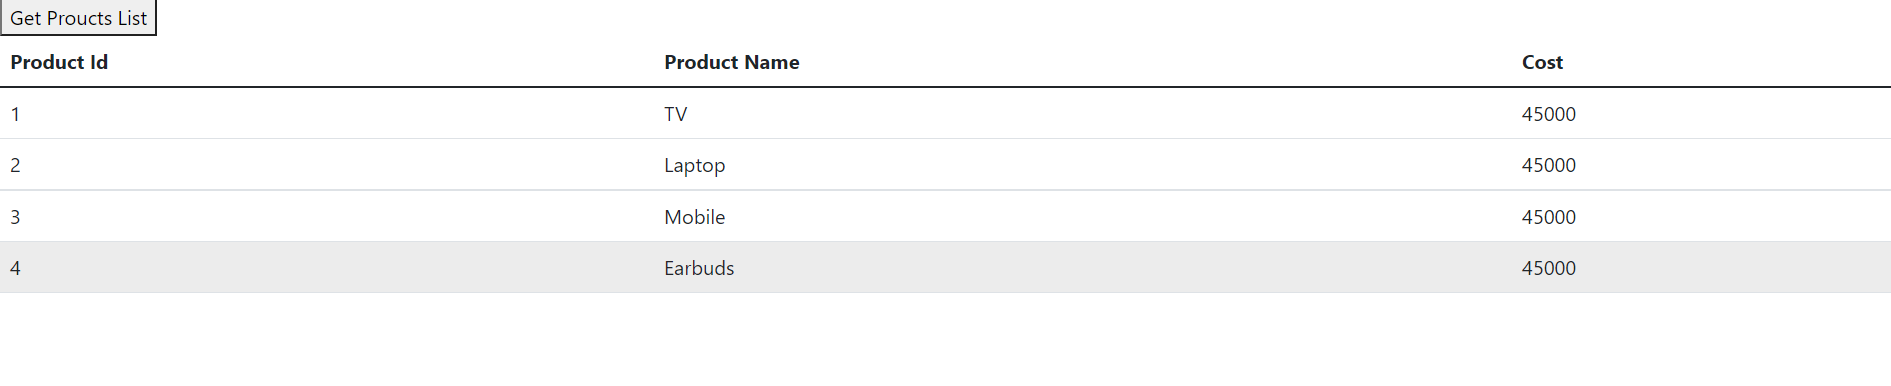 Get Proucts List
Product Id Product Name Cost
1 TV 45000
2 Laptop 45000
3 Mobile 45000
4 Earbuds 45000